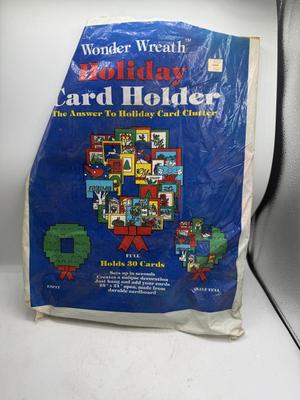 Wonder Wreath™
Holiday
Card Holder
The Answer To Holiday Card Clutter
FULL
Holds 30 Cards
Sets up in seconds
Creates a unique decoration
Just hang and add your cards
EMPTY
HALF FULL
durable cardboard